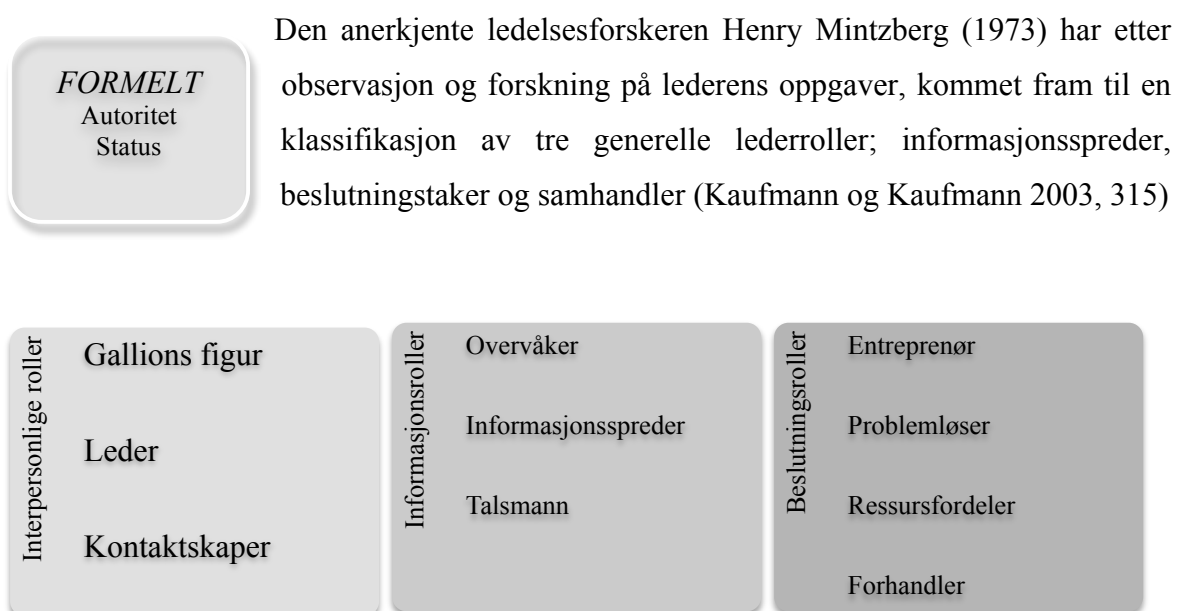 FORMELT
Autoritet
Status
Den anerkjente ledelsesforskeren Henry Mintzberg (1973) har etter
observasjon og forskning på lederens oppgaver, kommet fram til en
klassifikasjon av tre generelle lederroller; informasjonsspreder,
beslutningstaker og samhandler (Kaufmann og Kaufmann 2003, 315)
Interpersonlige roller
Gallions figur
Leder
Kontaktskaper
Informasjonsroller
Overvåker
Informasjonsspreder
Talsmann
Beslutningsroller
Entreprenør
Problemløser
Ressursfordeler
Forhandler